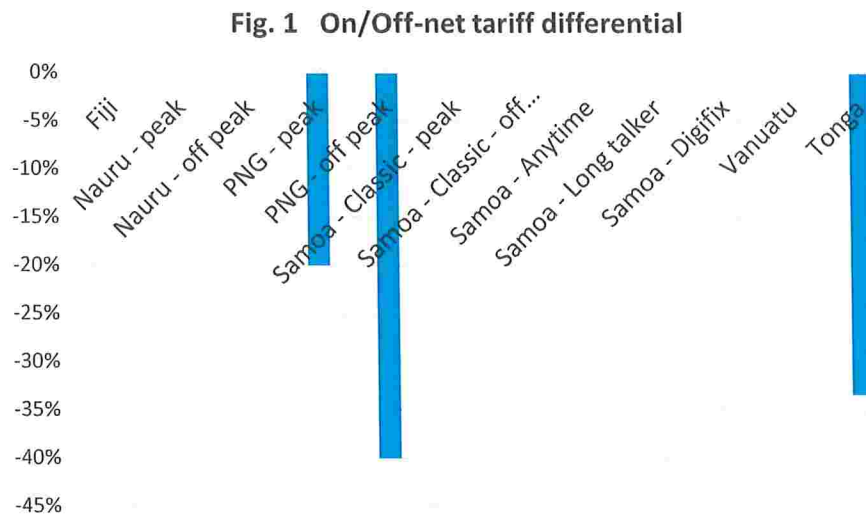 Fig. 1 On/Off-net tariff differential
0%
-5%
-10%
-15%
-20%
-25%
-30%
-35%
-40%
-45%
Fiji
Nauru - peak
Nauru - off peak
PNG - peak
PNG - off peak
Samoa - Classic - peak
Samoa - Classic - off...
Samoa - Anytime
Samoa - Long talker
Samoa - Digifix
Vanuatu
Tonga